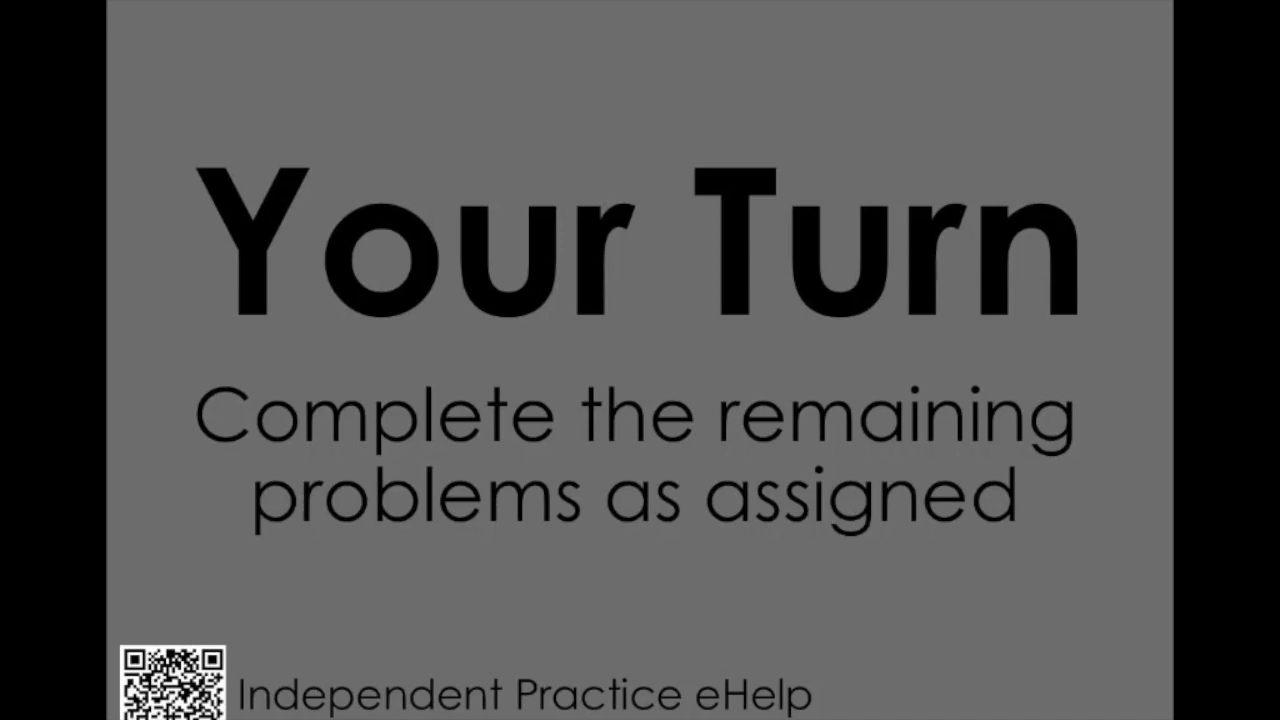 Your Turn
Complete the remaining
problems as assigned
Independent Practice eHelp